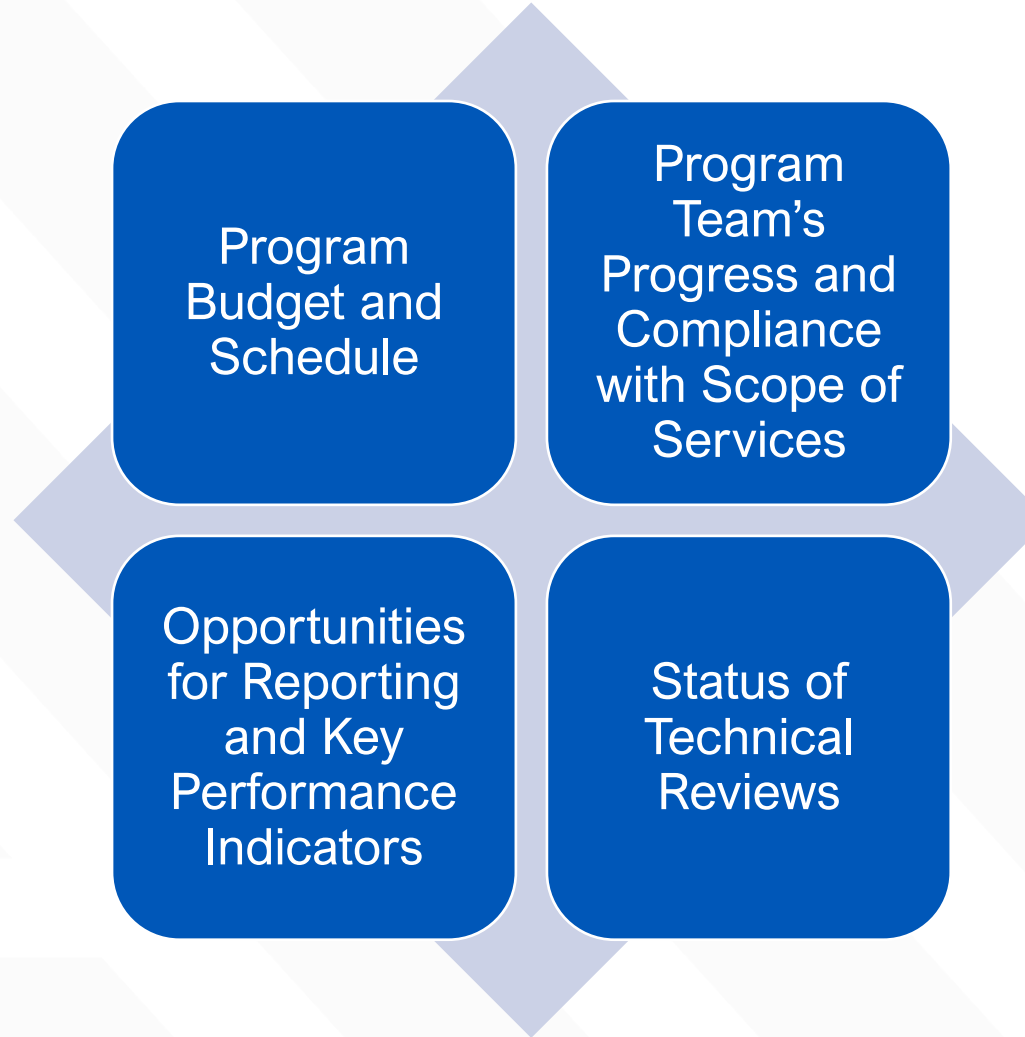 Program
Budget and
Schedule
Program
Team’s
Progress and
Compliance
with Scope of
Services
Opportunities
for Reporting
and Key
Performance
Indicators
Status of
Technical
Reviews